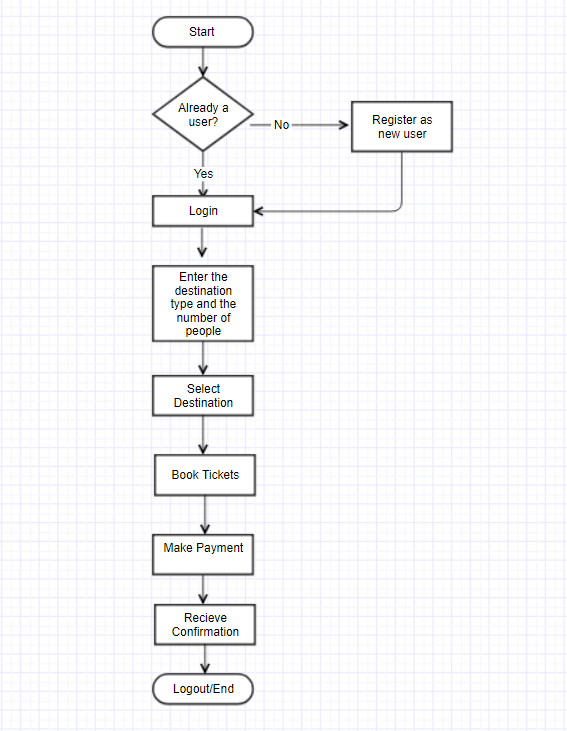 Start
Already a
user?
No
Register as
new user
Yes
Login
Enter the
destination
type and the
number of
people
Select
Destination
Book Tickets
Make Payment
Recieve
Confirmation
Logout/End